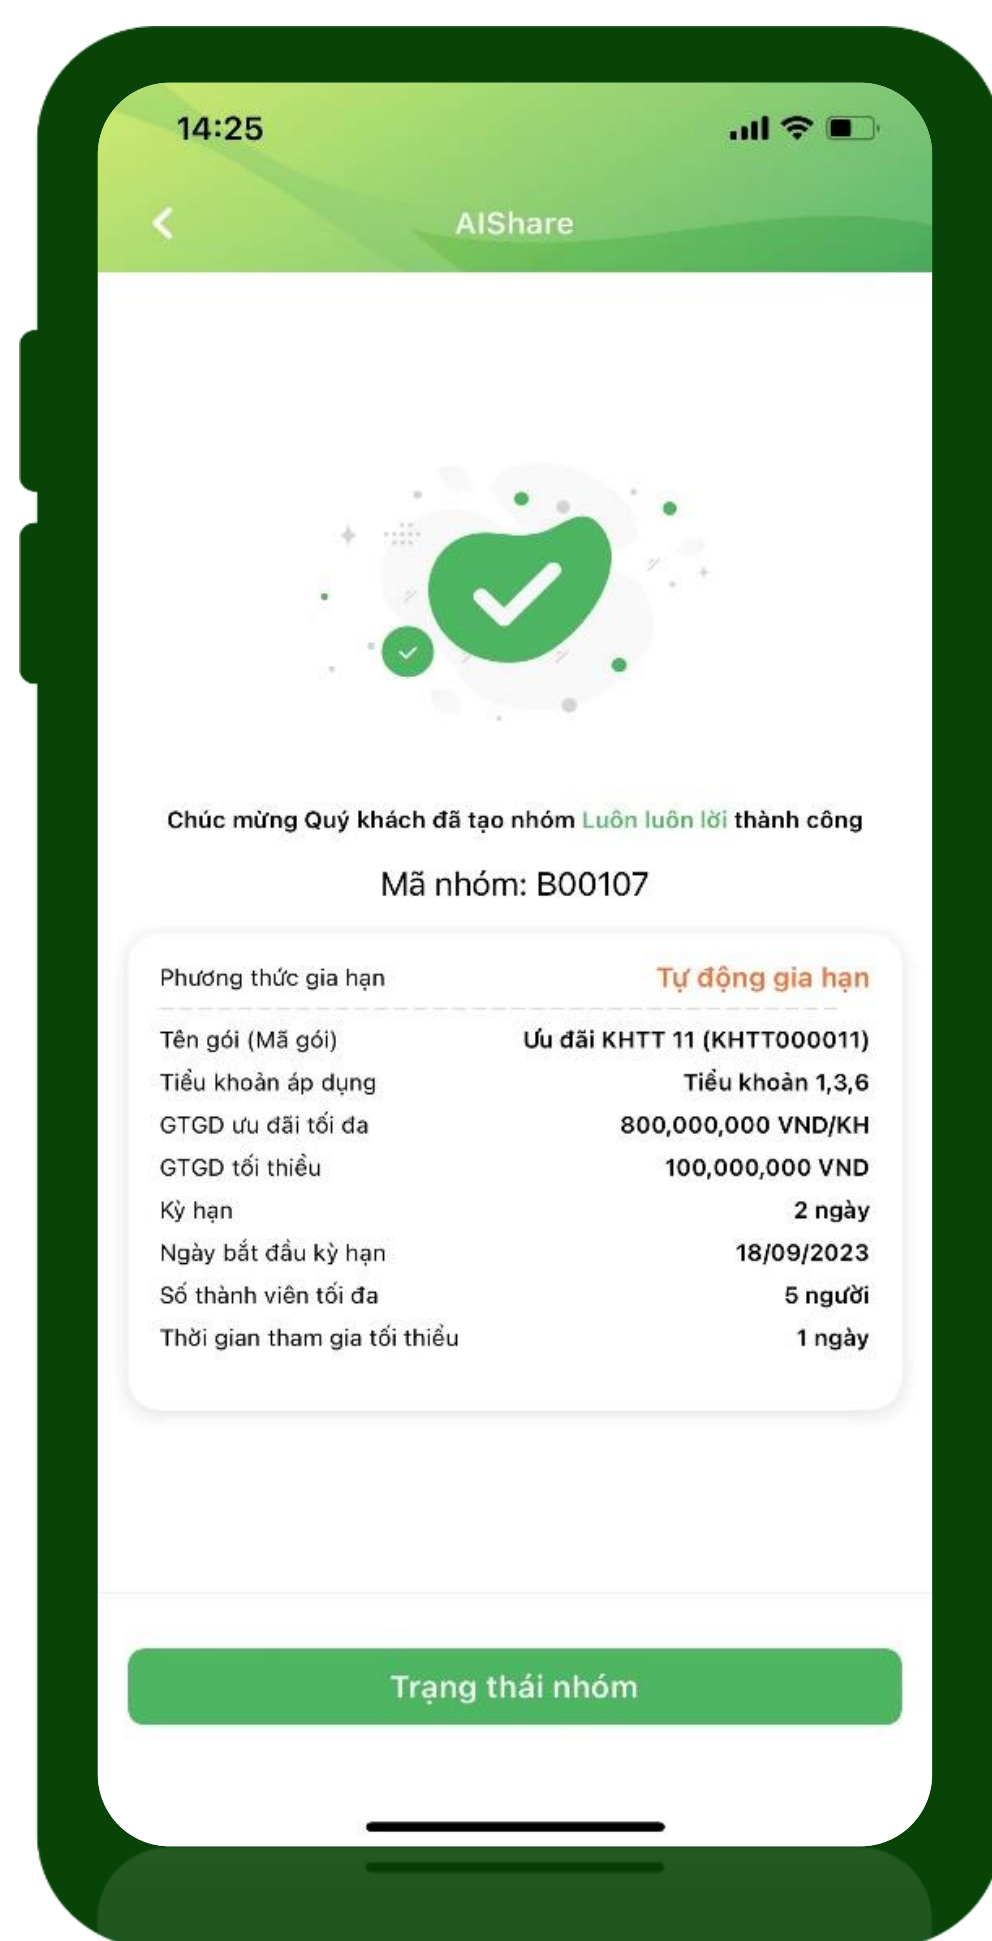 14:25
AIShare
Chúc mừng Quý khách đã tạo nhóm Luôn luôn lời thành công
Mã nhóm: B00107
Phương thức gia hạn Tự động gia hạn
Tên gói (Mã gói) Ưu đãi KHTT 11 (KHTT000011)
Tiểu khoản áp dụng Tiểu khoản 1,3,6
GTGD ưu đãi tối đa 800,000,000 VND/KH
GTGD tối thiểu 100,000,000 VND
Kỳ hạn 2 ngày
Ngày bắt đầu kỳ hạn 18/09/2023
Số thành viên tối đa 5 người
Thời gian tham gia tối thiểu 1 ngày
Trạng thái nhóm